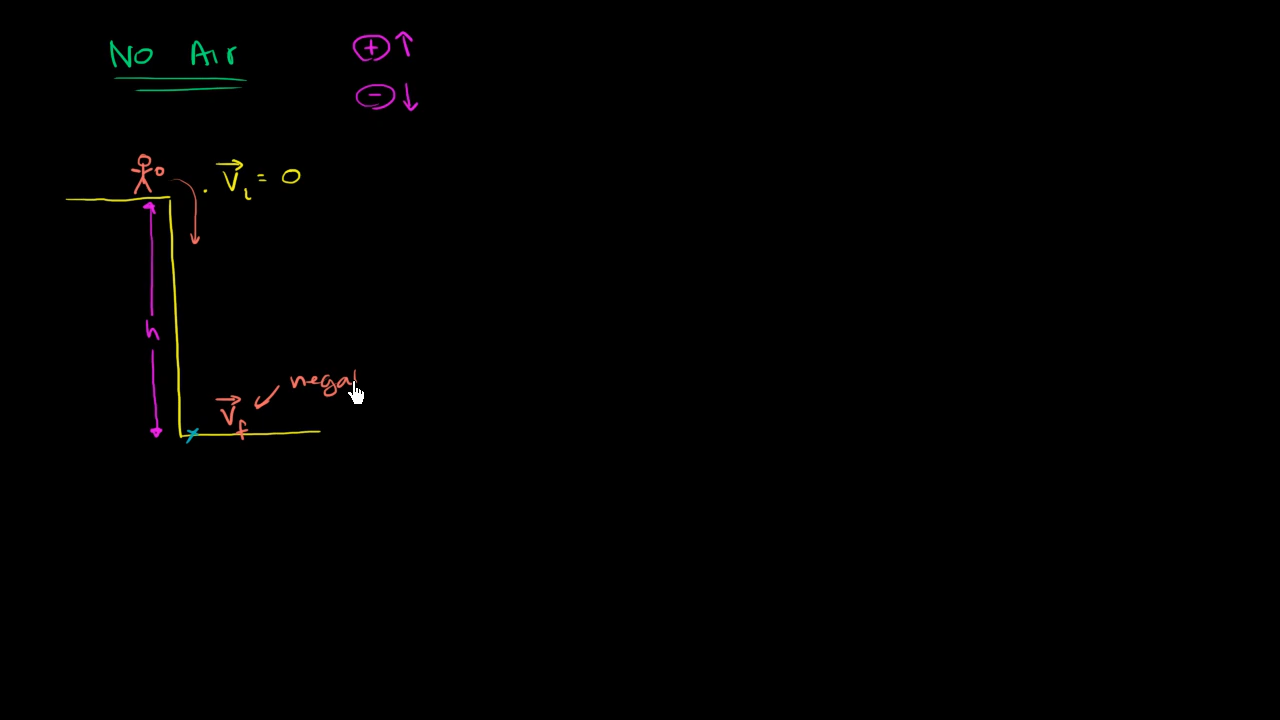 No Air
+ ↑
- ↓
V⃗i = 0
h
negat
V⃗f